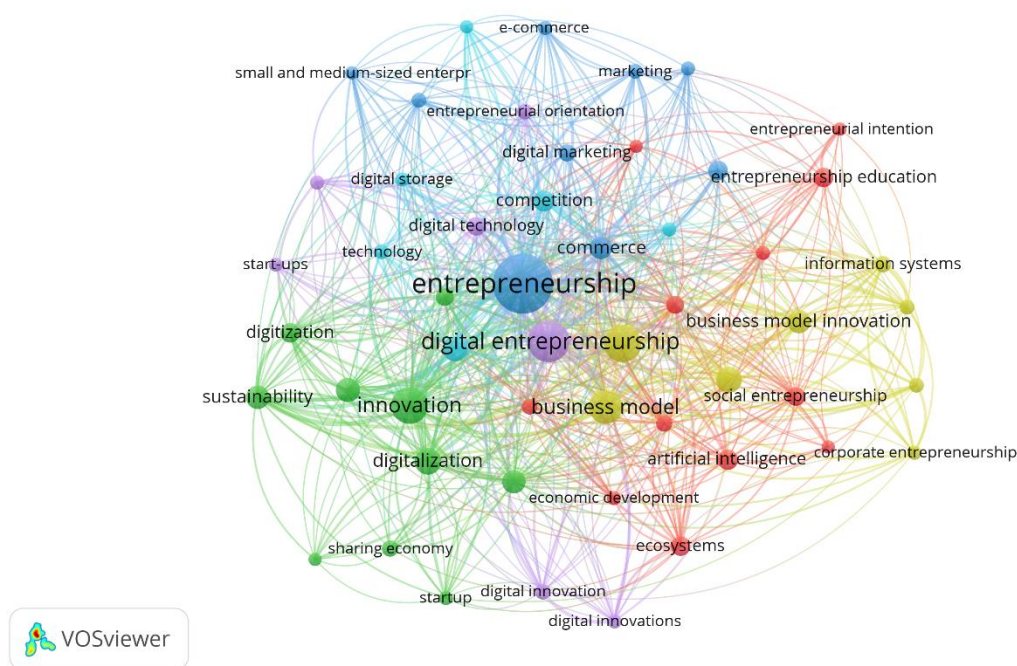 e-commerce
small and medium-sized enterpr
marketing
entrepreneurial orientation
entrepreneurial intention
digital marketing
digital storage
entrepreneurship education
competition
digital technology
technology
commerce
start-ups
information systems
entrepreneurship
business model innovation
digitization
digital entrepreneurship
sustainability
social entrepreneurship
innovation
business model
corporate entrepreneurship
digitalization
artificial intelligence
economic development
sharing economy
ecosystems
digital innovation
startup
digital innovations
VOSviewer